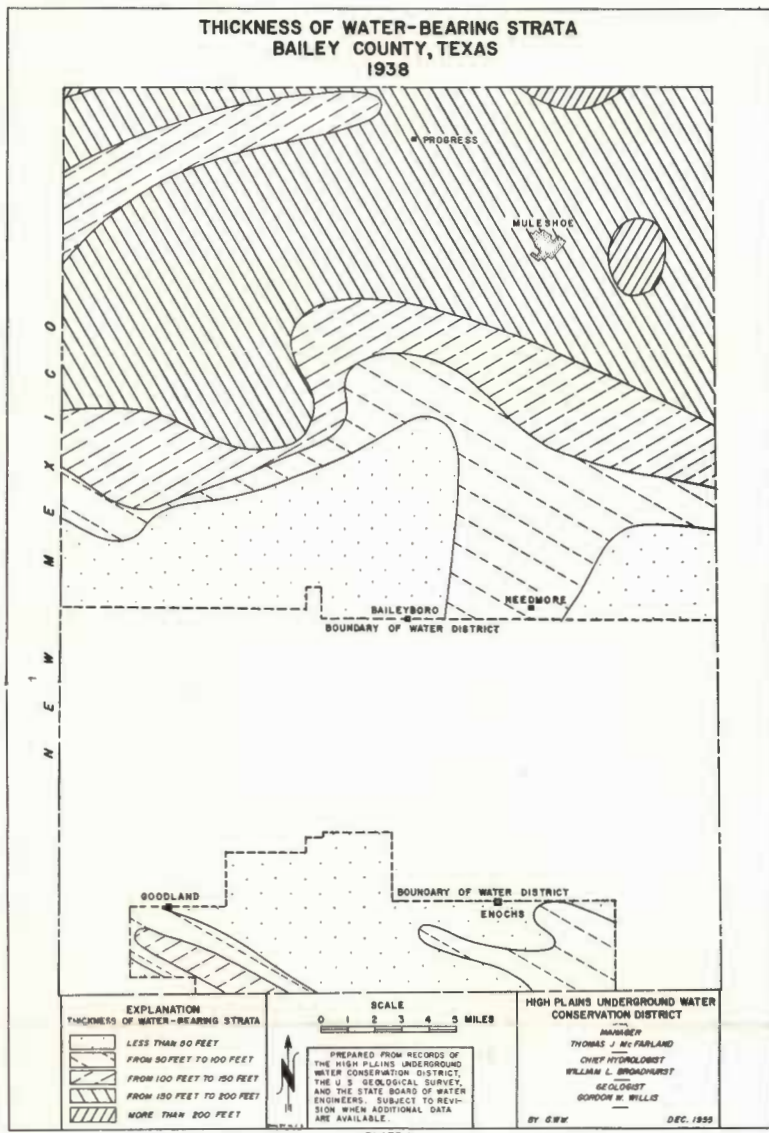 THICKNESS OF WATER-BEARING STRATA
BAILEY COUNTY, TEXAS
1938
PROGRESS
MULESHOE
NEW MEXICO
BAILEYBORO
NEEDMORE
BOUNDARY OF WATER DISTRICT
GOODLAND
BOUNDARY OF WATER DISTRICT
ENOCHS
EXPLANATION
THICKNESS OF WATER-BEARING STRATA
LESS THAN 50 FEET
FROM 50 FEET TO 100 FEET
FROM 100 FEET TO 150 FEET
FROM 150 FEET TO 200 FEET
MORE THAN 200 FEET
N
SCALE
0 1 2 3 4 5 MILES
PREPARED FROM RECORDS OF
THE HIGH PLAINS UNDERGROUND
WATER CONSERVATION DISTRICT,
THE U S GEOLOGICAL SURVEY,
AND THE STATE BOARD OF WATER
ENGINEERS. SUBJECT TO REVI-
SION WHEN ADDITIONAL DATA
ARE AVAILABLE.
HIGH PLAINS UNDERGROUND WATER
CONSERVATION DISTRICT
MANAGER
THOMAS J. McFARLAND
CHIEF HYDROLOGIST
WILLIAM L. BROADHURST
GEOLOGIST
GORDON W. WILLIS
BY G.W.W. DEC. 1955